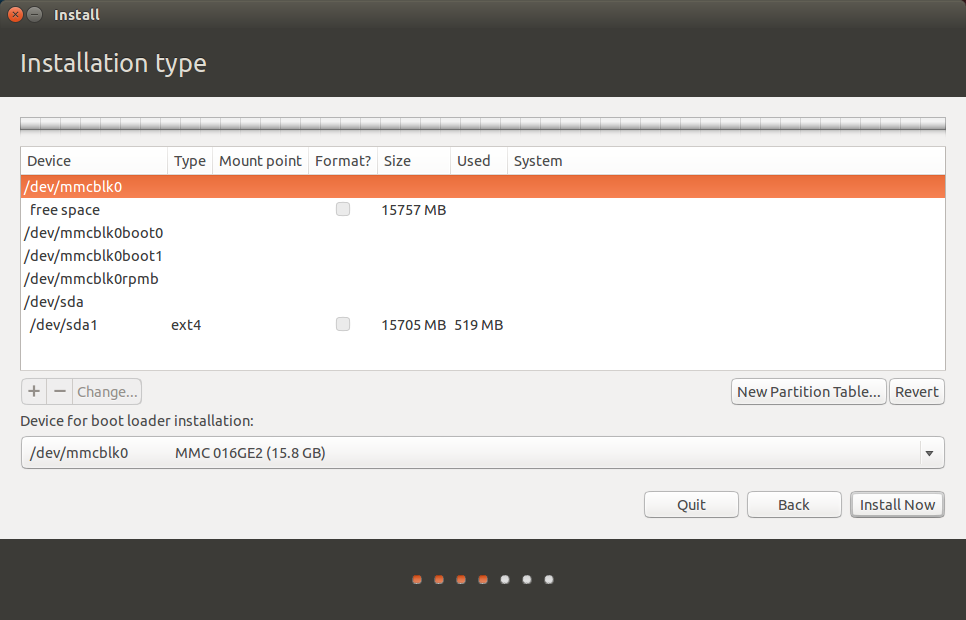 Install
Installation type
Device Type Mount point Format? Size Used System
/dev/mmcblk0
free space 15757 MB
/dev/mmcblk0boot0
/dev/mmcblk0boot1
/dev/mmcblk0rpmb
/dev/sda
/dev/sda1 ext4 15705 MB 519 MB
+ − Change... New Partition Table... Revert
Device for boot loader installation:
/dev/mmcblk0 MMC 016GE2 (15.8 GB)
Quit Back Install Now